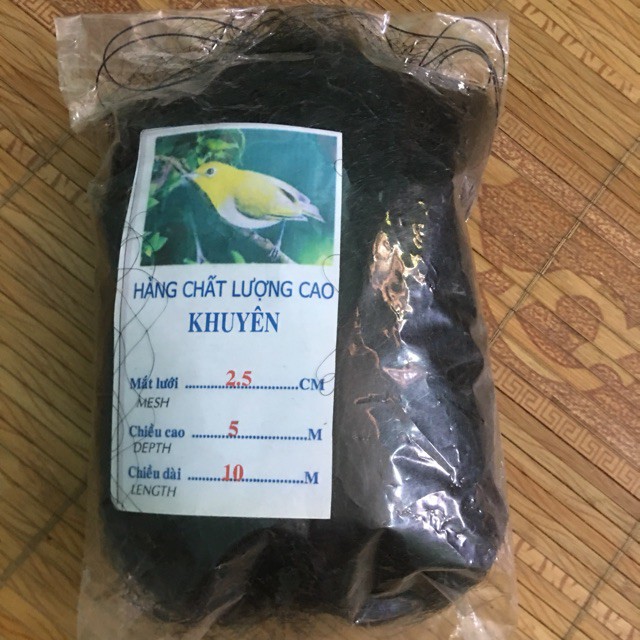 HÀNG CHẤT LƯỢNG CAO
KHUYÊN
Mắt lưới ................2,5................CM
MESH
Chiều cao ................5................M
DEPTH
Chiều dài ................10................M
LENGTH